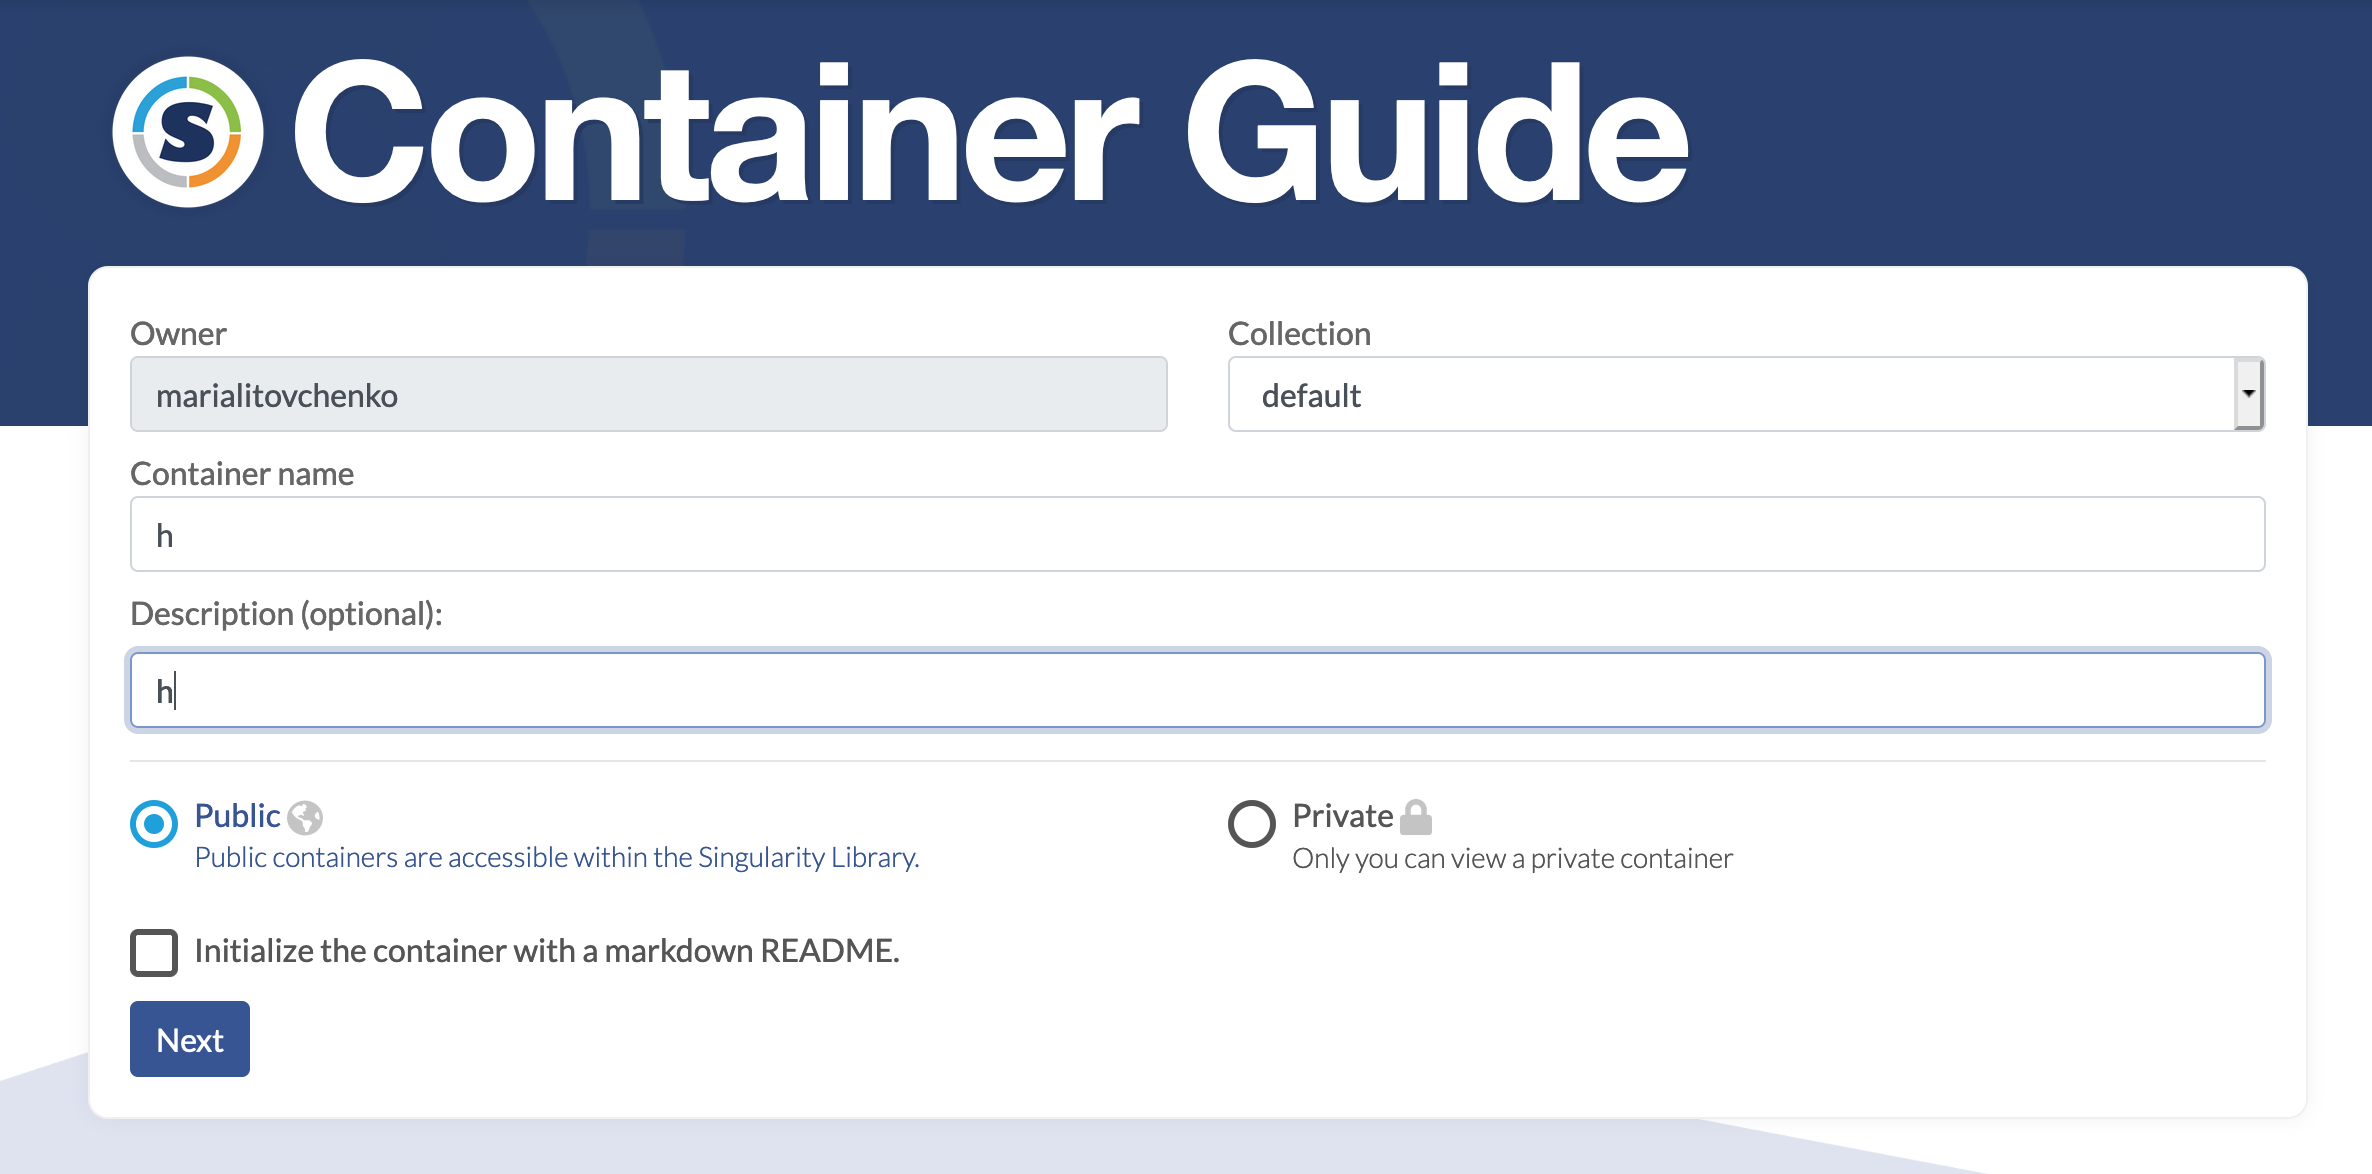 S Container Guide
Owner
marialitovchenko
Collection
default
Container name
h
Description (optional):
h
Public
Public containers are accessible within the Singularity Library.
Private
Only you can view a private container
Initialize the container with a markdown README.
Next